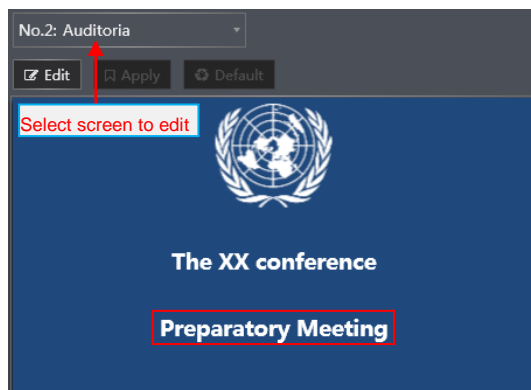 No.2: Auditoria
Edit Apply Default
Select screen to edit
The XX conference
Preparatory Meeting